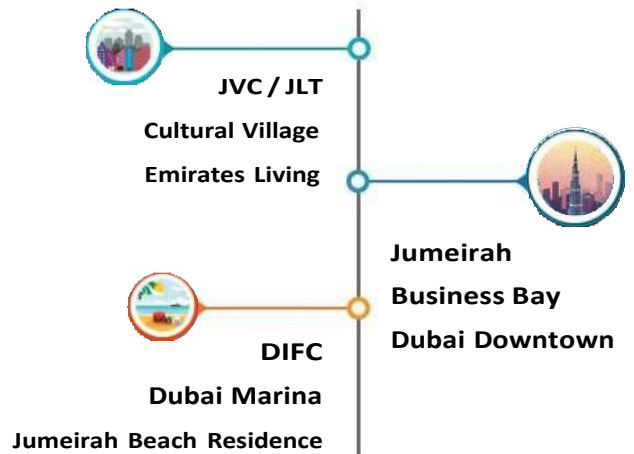 JVC / JLT
Cultural Village
Emirates Living
Jumeirah
Business Bay
Dubai Downtown
DIFC
Dubai Marina
Jumeirah Beach Residence